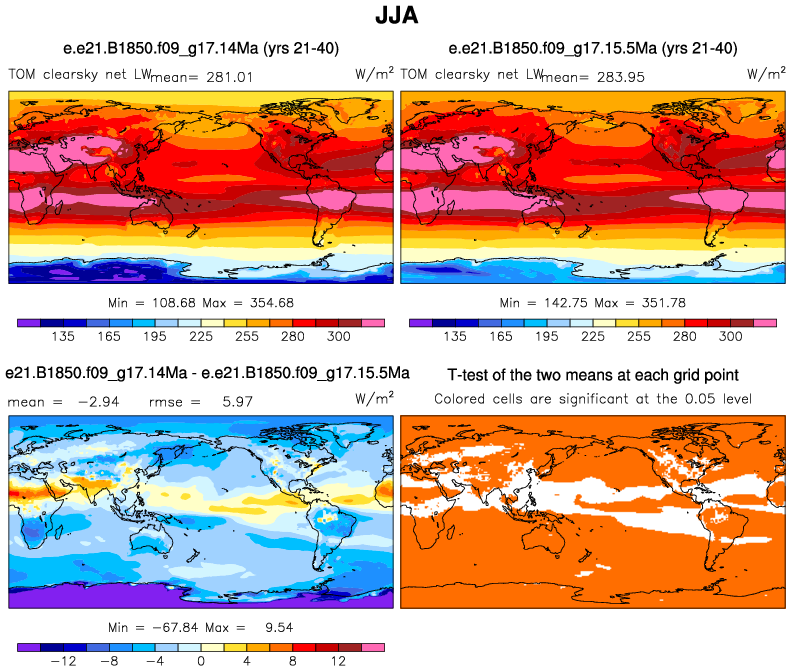 JJA
e.e21.B1850.f09_g17.14Ma (yrs 21-40)
TOM clearsky net LW mean= 281.01 W/m²
Min = 108.68 Max = 354.68
135 165 195 225 255 280 300
e.e21.B1850.f09_g17.15.5Ma (yrs 21-40)
TOM clearsky net LW mean= 283.95 W/m²
Min = 142.75 Max = 351.78
135 165 195 225 255 280 300
e21.B1850.f09_g17.14Ma - e.e21.B1850.f09_g17.15.5Ma
mean = −2.94 rmse = 5.97 W/m²
Min = −67.84 Max = 9.54
−12 −8 −4 0 4 8 12
T-test of the two means at each grid point
Colored cells are significant at the 0.05 level